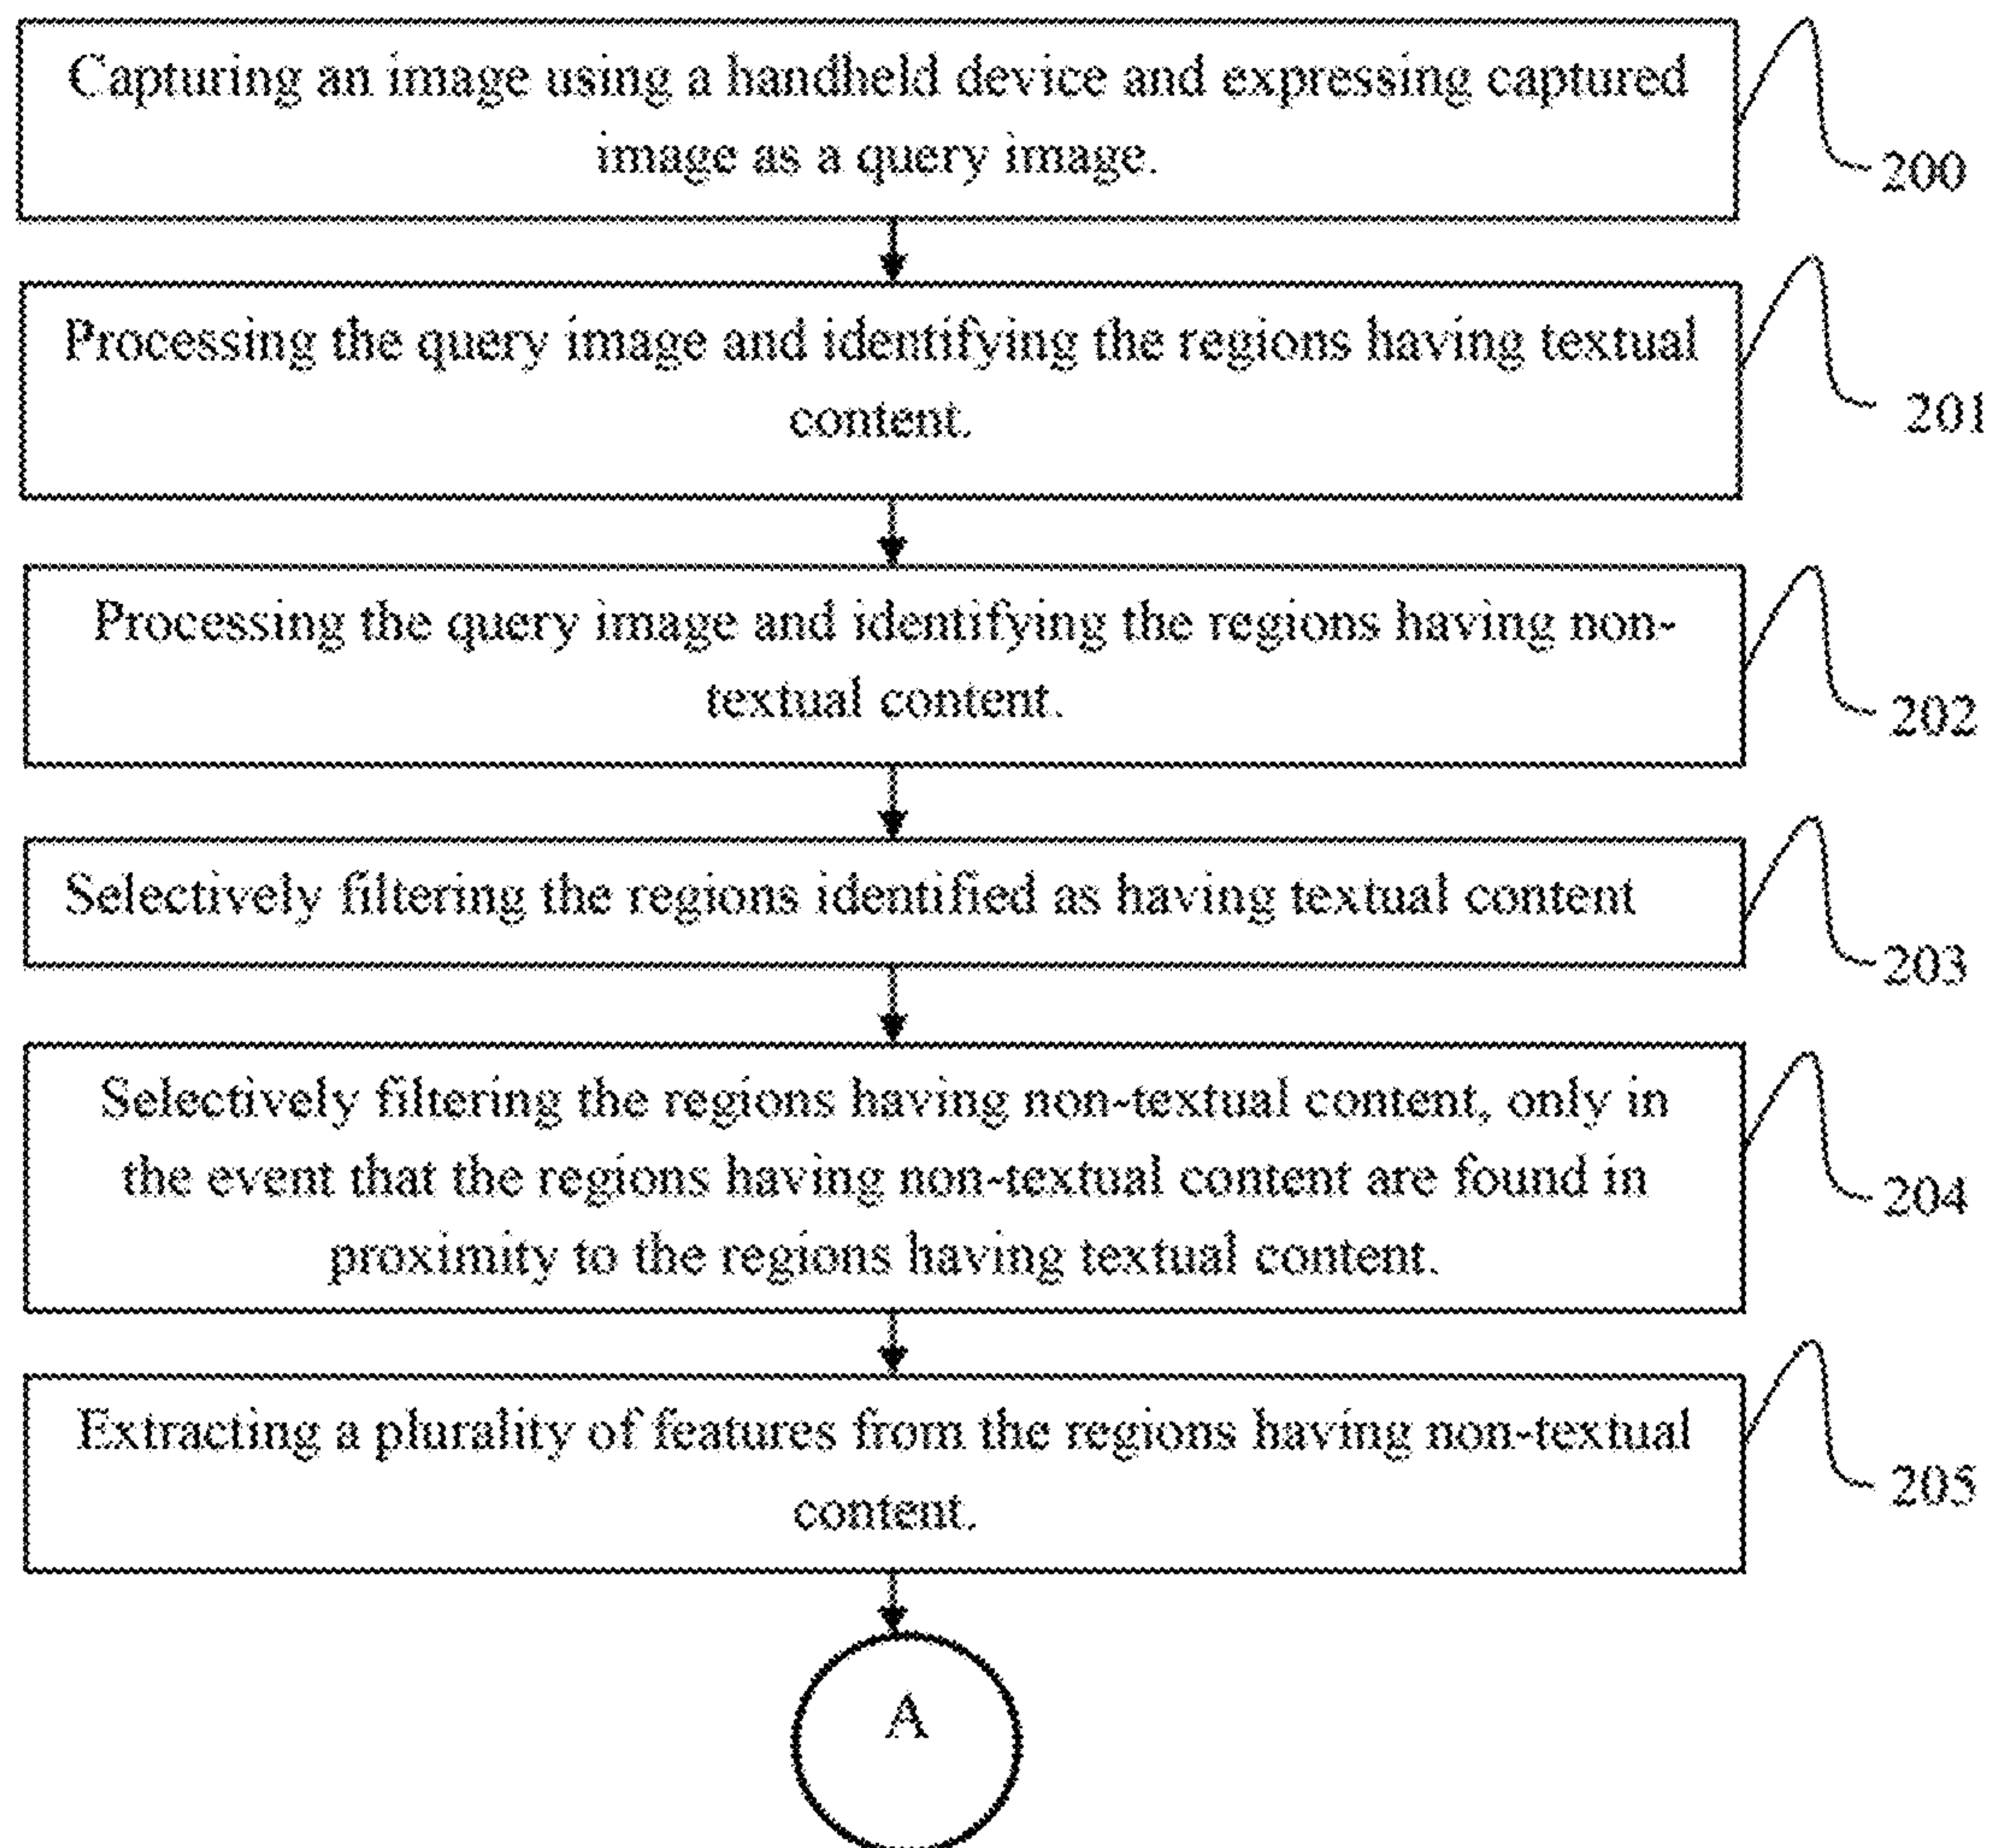 Capturing an image using a handheld device and expressing captured
image as a query image.
200
Processing the query image and identifying the regions having textual
content.
201
Processing the query image and identifying the regions having non-
textual content.
202
Selectively filtering the regions identified as having textual content
203
Selectively filtering the regions having non-textual content, only in
the event that the regions having non-textual content are found in
proximity to the regions having textual content.
204
Extracting a plurality of features from the regions having non-textual
content.
205
A